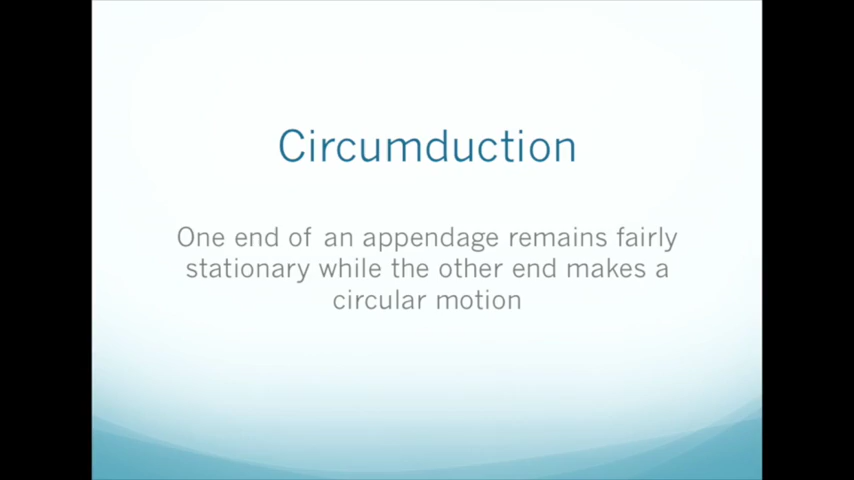 Circumduction
One end of an appendage remains fairly
stationary while the other end makes a
circular motion